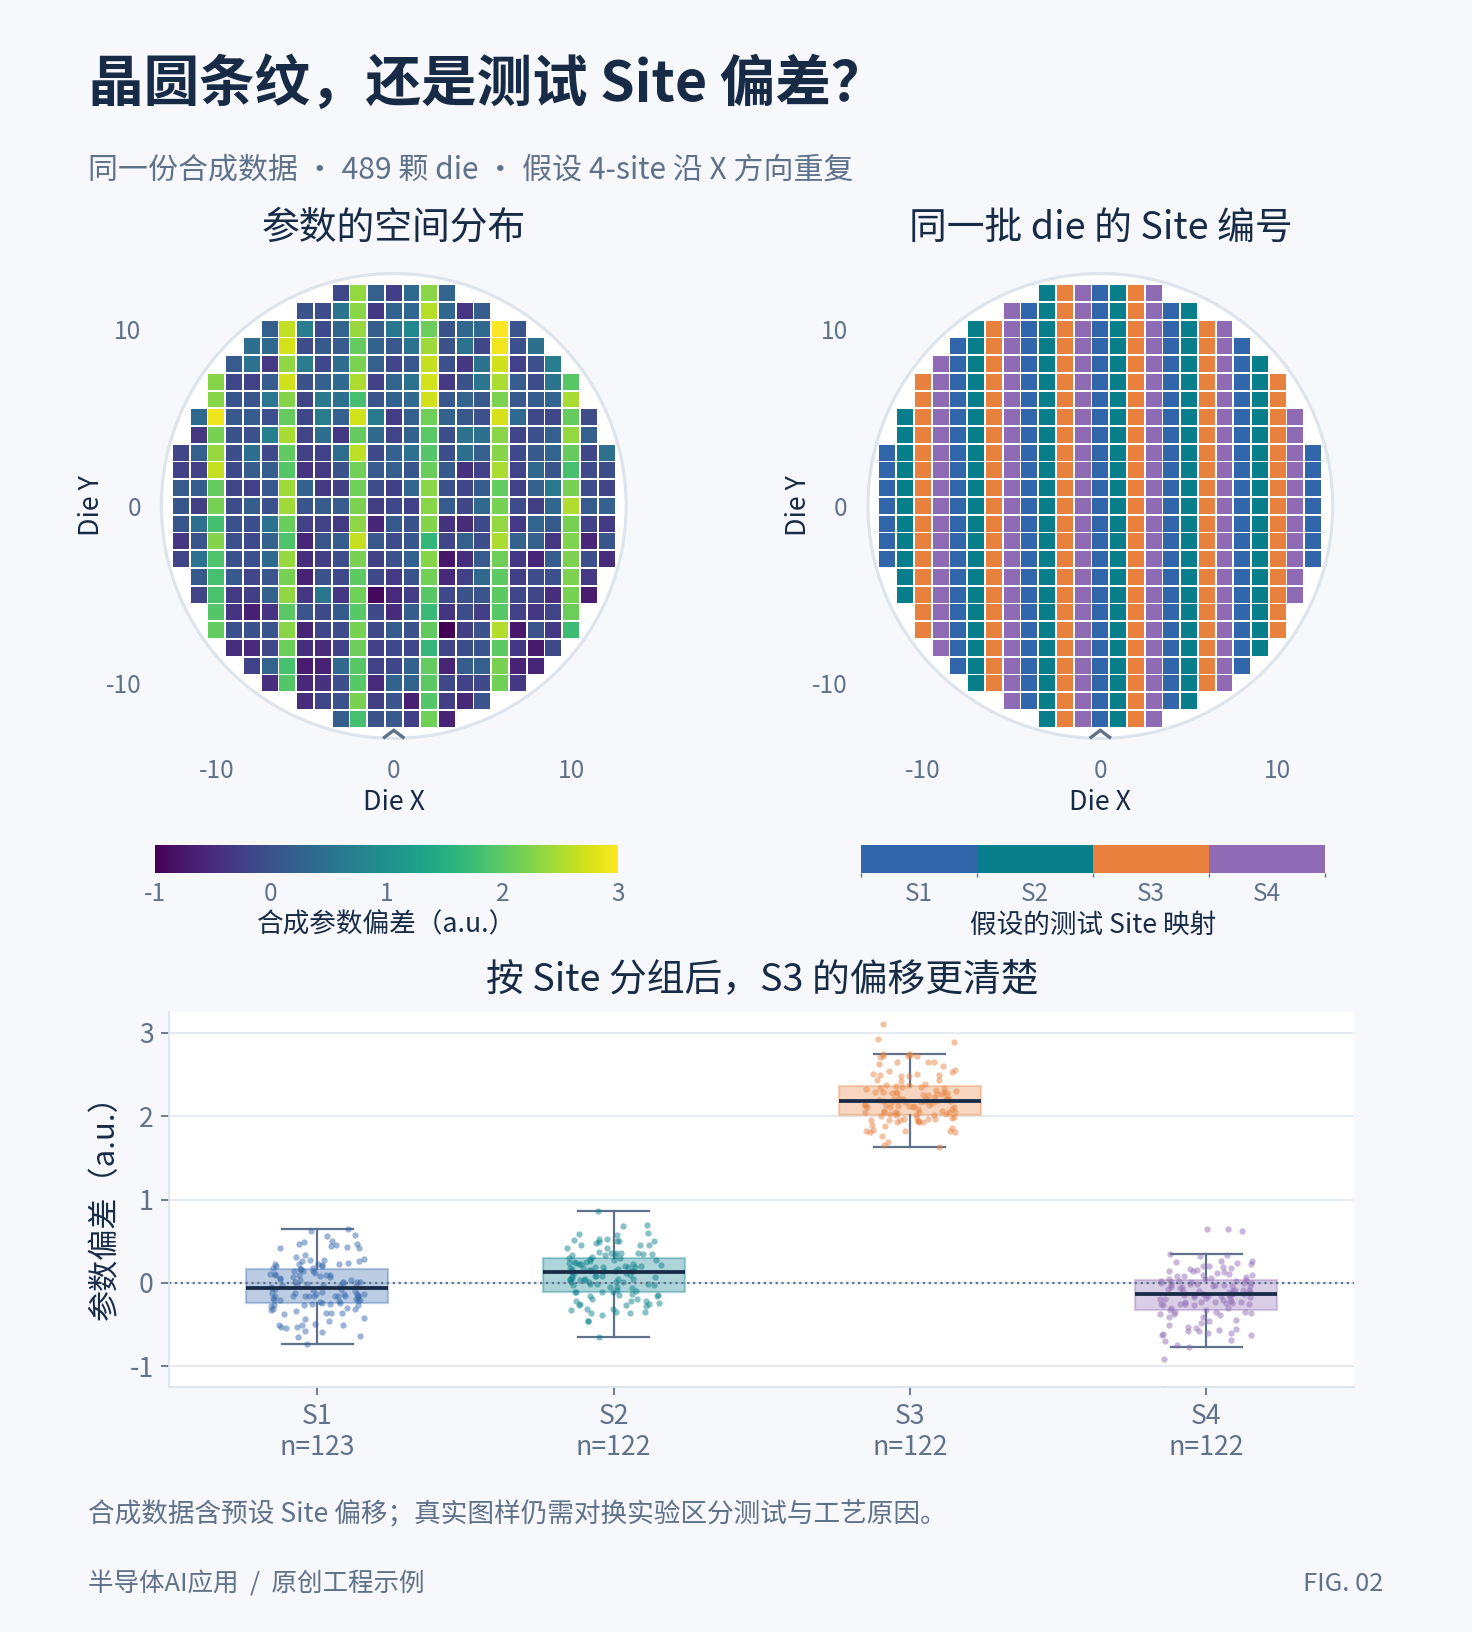 晶圆条纹，还是测试 Site 偏差？
同一份合成数据 · 489 颗 die · 假设 4-site 沿 X 方向重复
参数的空间分布
10
0
-10
Die Y
-10 0 10
Die X
-1 0 1 2 3
合成参数偏差（a.u.）
同一批 die 的 Site 编号
10
0
-10
Die Y
-10 0 10
Die X
S1 S2 S3 S4
假设的测试 Site 映射
按 Site 分组后，S3 的偏移更清楚
参数偏差（a.u.）
3
2
1
0
-1
S1 S2 S3 S4
n=123 n=122 n=122 n=122
合成数据含预设 Site 偏移；真实图样仍需对换实验区分测试与工艺原因。
半导体AI应用 / 原创工程示例
FIG. 02